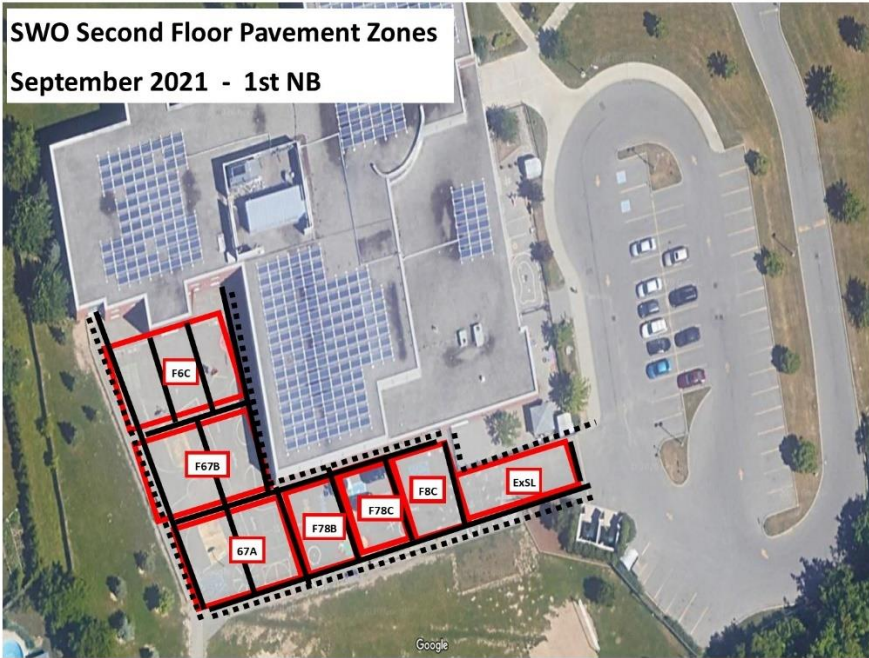 SWO Second Floor Pavement Zones
September 2021 - 1st NB
F6C
F67B
F8C
ExSL
F78C
F78B
67A
Google